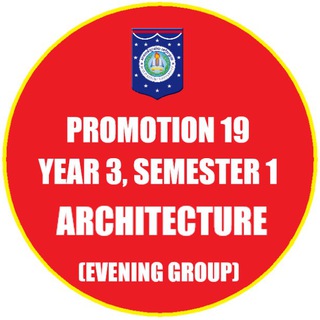 PROMOTION 19
YEAR 3, SEMESTER 1
ARCHITECTURE
(EVENING GROUP)